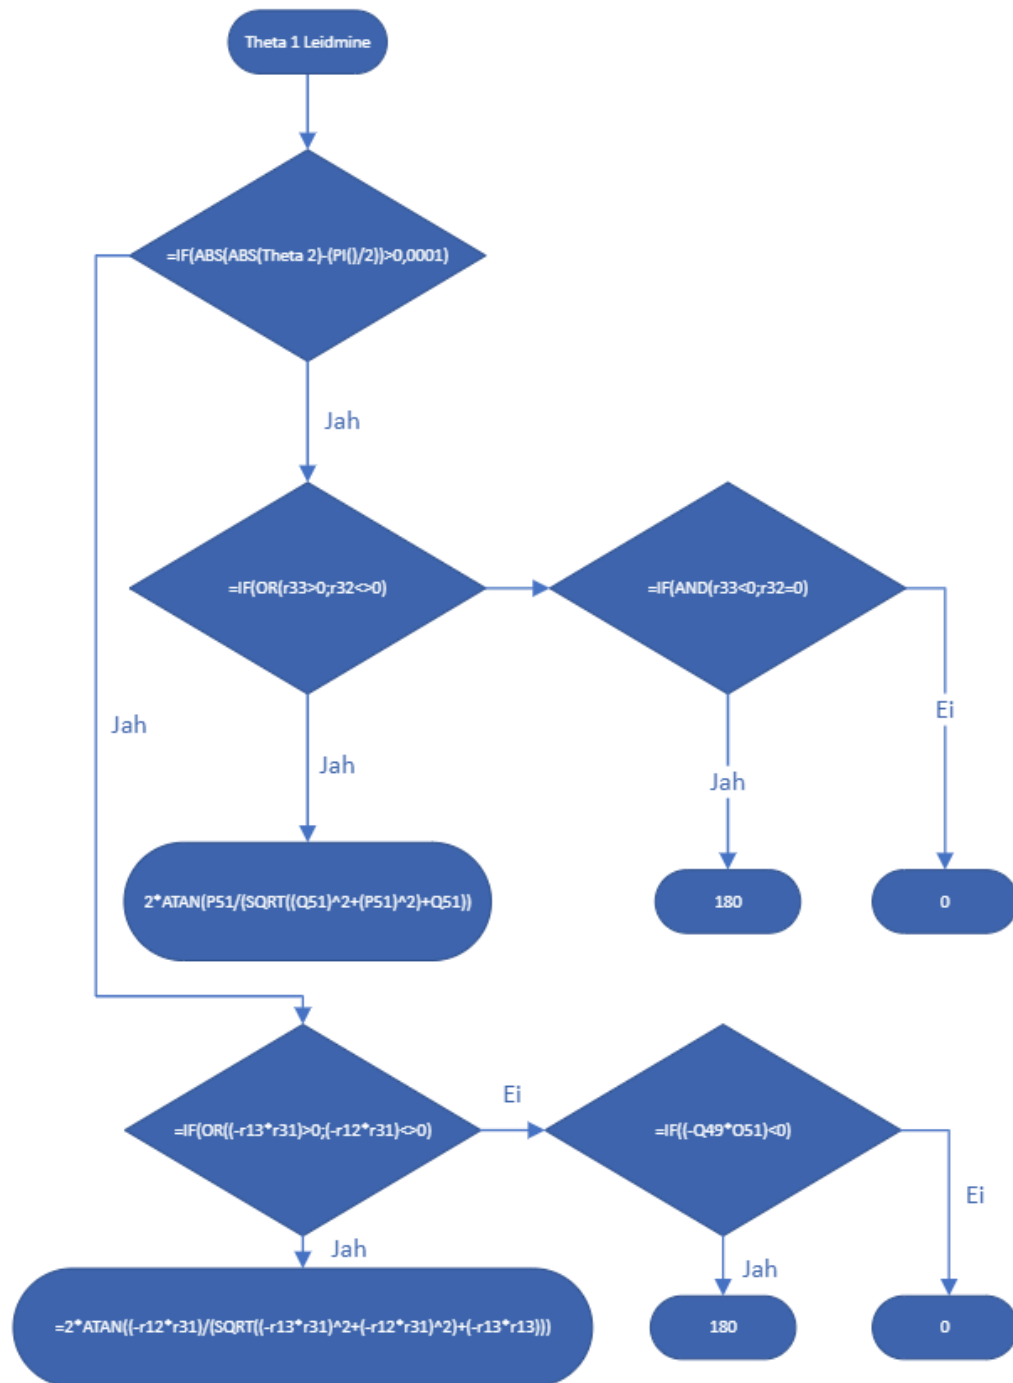 Theta 1 Leidmine
=IF(ABS(ABS(Theta 2)-(PI()/2))>0,0001)
Jah
=IF(OR(r33>0;r32<>0)
=IF(AND(r33<0;r32=0)
Jah
Ei
Jah
Jah
2*ATAN(P51/(SQRT((Q51)^2+(P51)^2)+Q51))
180
0
=IF(OR((-r13*r31)>0;(-r12*r31)<>0)
Ei
=IF((-Q49*O51)<0)
Ei
Jah
Jah
=2*ATAN((-r12*r31)/(SQRT((-r13*r31)^2+(-r12*r31)^2)+(-r13*r13)))
180
0